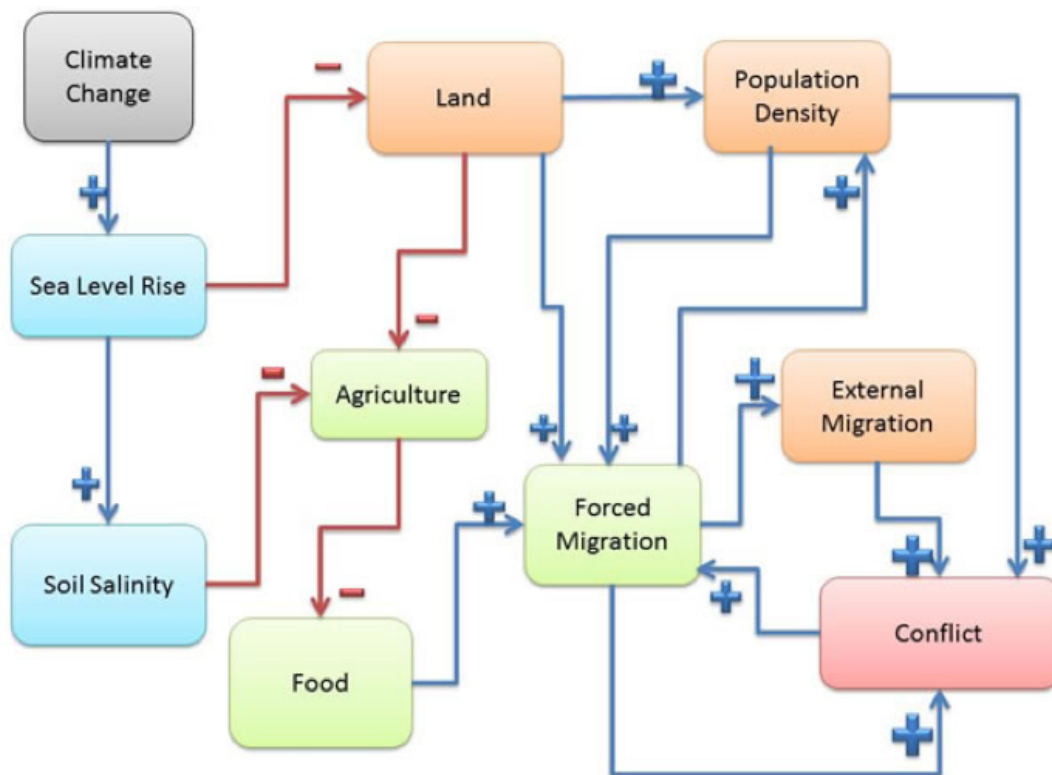 Climate
Change
Land
Population
Density
Sea Level Rise
Agriculture
External
Migration
Forced
Migration
Soil Salinity
Food
Conflict